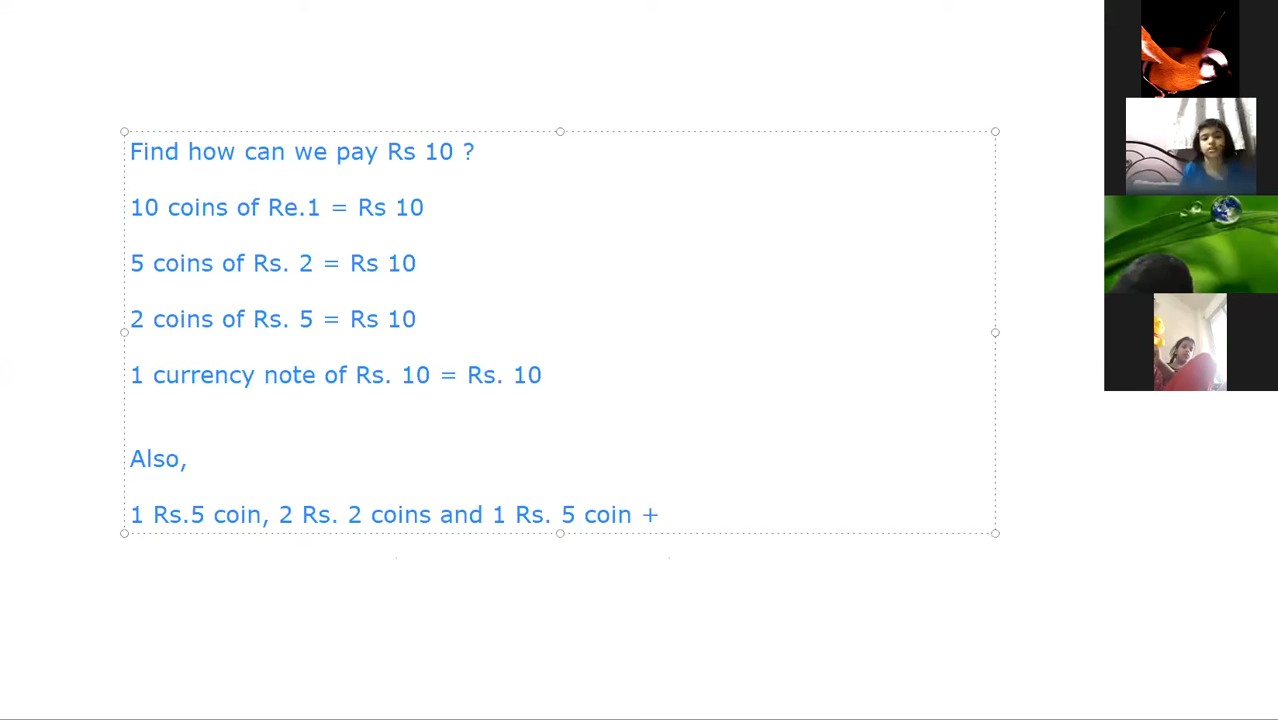 Find how can we pay Rs 10 ?
10 coins of Re.1 = Rs 10
5 coins of Rs. 2 = Rs 10
2 coins of Rs. 5 = Rs 10
1 currency note of Rs. 10 = Rs. 10
Also,
1 Rs.5 coin, 2 Rs. 2 coins and 1 Rs. 5 coin +